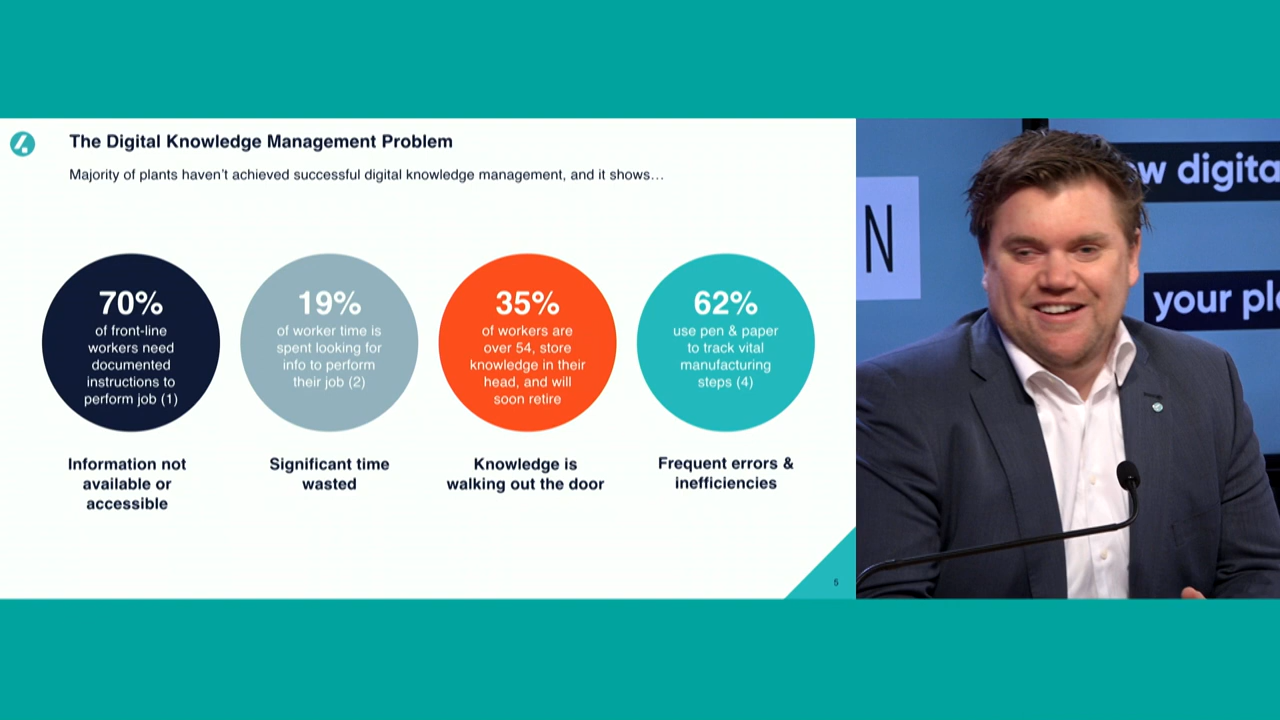 The Digital Knowledge Management Problem
Majority of plants haven't achieved successful digital knowledge management, and it shows…
70%
of front-line
workers need
documented
instructions to
perform job (1)
19%
of worker time is
spent looking for
info to perform
their job (2)
35%
of workers are
over 54, store
knowledge in their
head, and will
soon retire
62%
use pen & paper
to track vital
manufacturing
steps (4)
Information not
available or
accessible
Significant time
wasted
Knowledge is
walking out the door
Frequent errors &
inefficiencies
5
N
digita
your